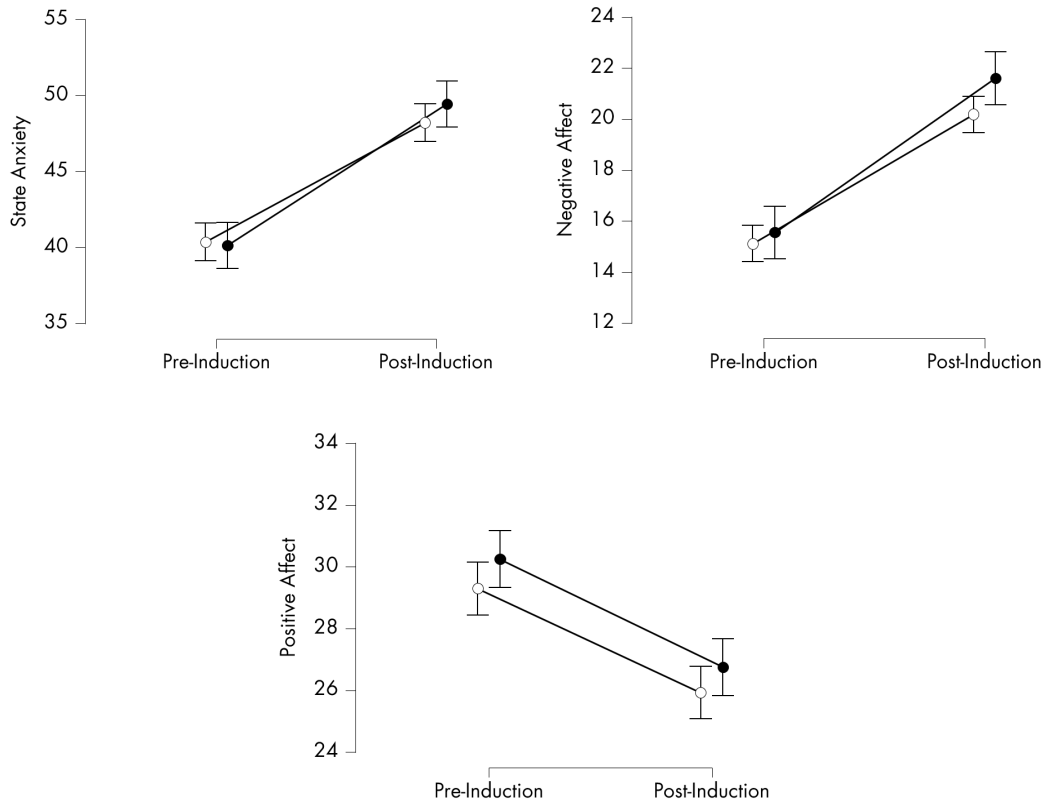 State Anxiety
55
50
45
40
35
Pre-Induction
Post-Induction
Negative Affect
24
22
20
18
16
14
12
Pre-Induction
Post-Induction
Positive Affect
34
32
30
28
26
24
Pre-Induction
Post-Induction